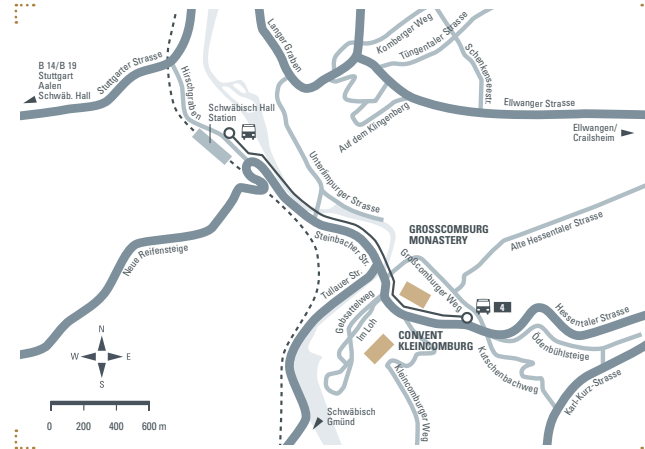 B 14/B 19
Stuttgart
Aalen
Schwäb. Hall
Stuttgarter Strasse
Hirschgraben
Langer Graben
Komberger Weg
Tüngentaler Strasse
Schenkenseestr.
Ellwanger Strasse
Ellwangen/
Crailsheim
Auf dem Klingenberg
Schwäbisch Hall
Station
Unterlimpurger Strasse
Neue Reifensteige
Steinbacher Str.
Tullauer Str.
GROSSCOMBURG
MONASTERY
Alte Hessentaler Strasse
Grosscomburger Weg
4
Hessentaler Strasse
Gebsattelweg
Im Loh
CONVENT
KLEINCOMBURG
Kleincomburger Weg
Kutschenbachweg
Ödenbühlsteige
Karl-Kurz-Strasse
N
W
E
S
0 200 400 600 m
Schwäbisch
Gmünd